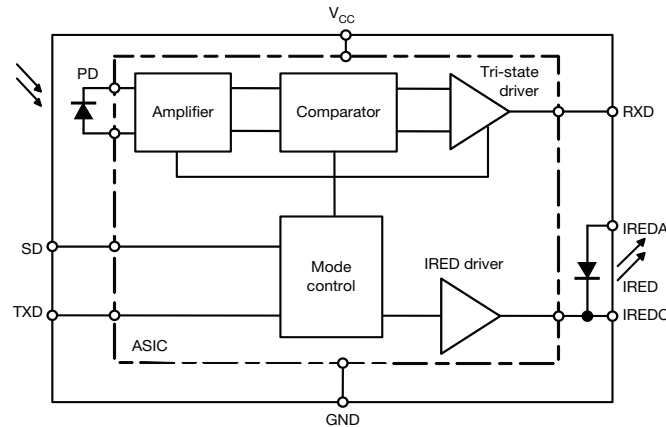 VCC
PD
Amplifier
Comparator
Tri-state
driver
RXD
SD
TXD
Mode
control
IRED driver
IREDA
IRED
IREDC
ASIC
GND